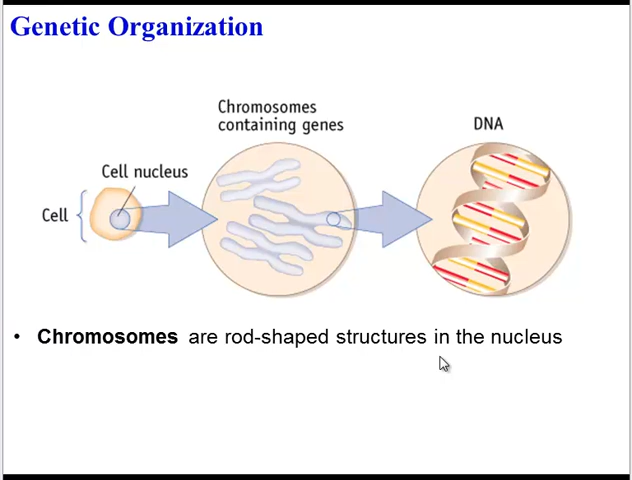 Genetic Organization
Chromosomes
containing genes
DNA
Cell nucleus
Cell
• Chromosomes are rod-shaped structures in the nucleus